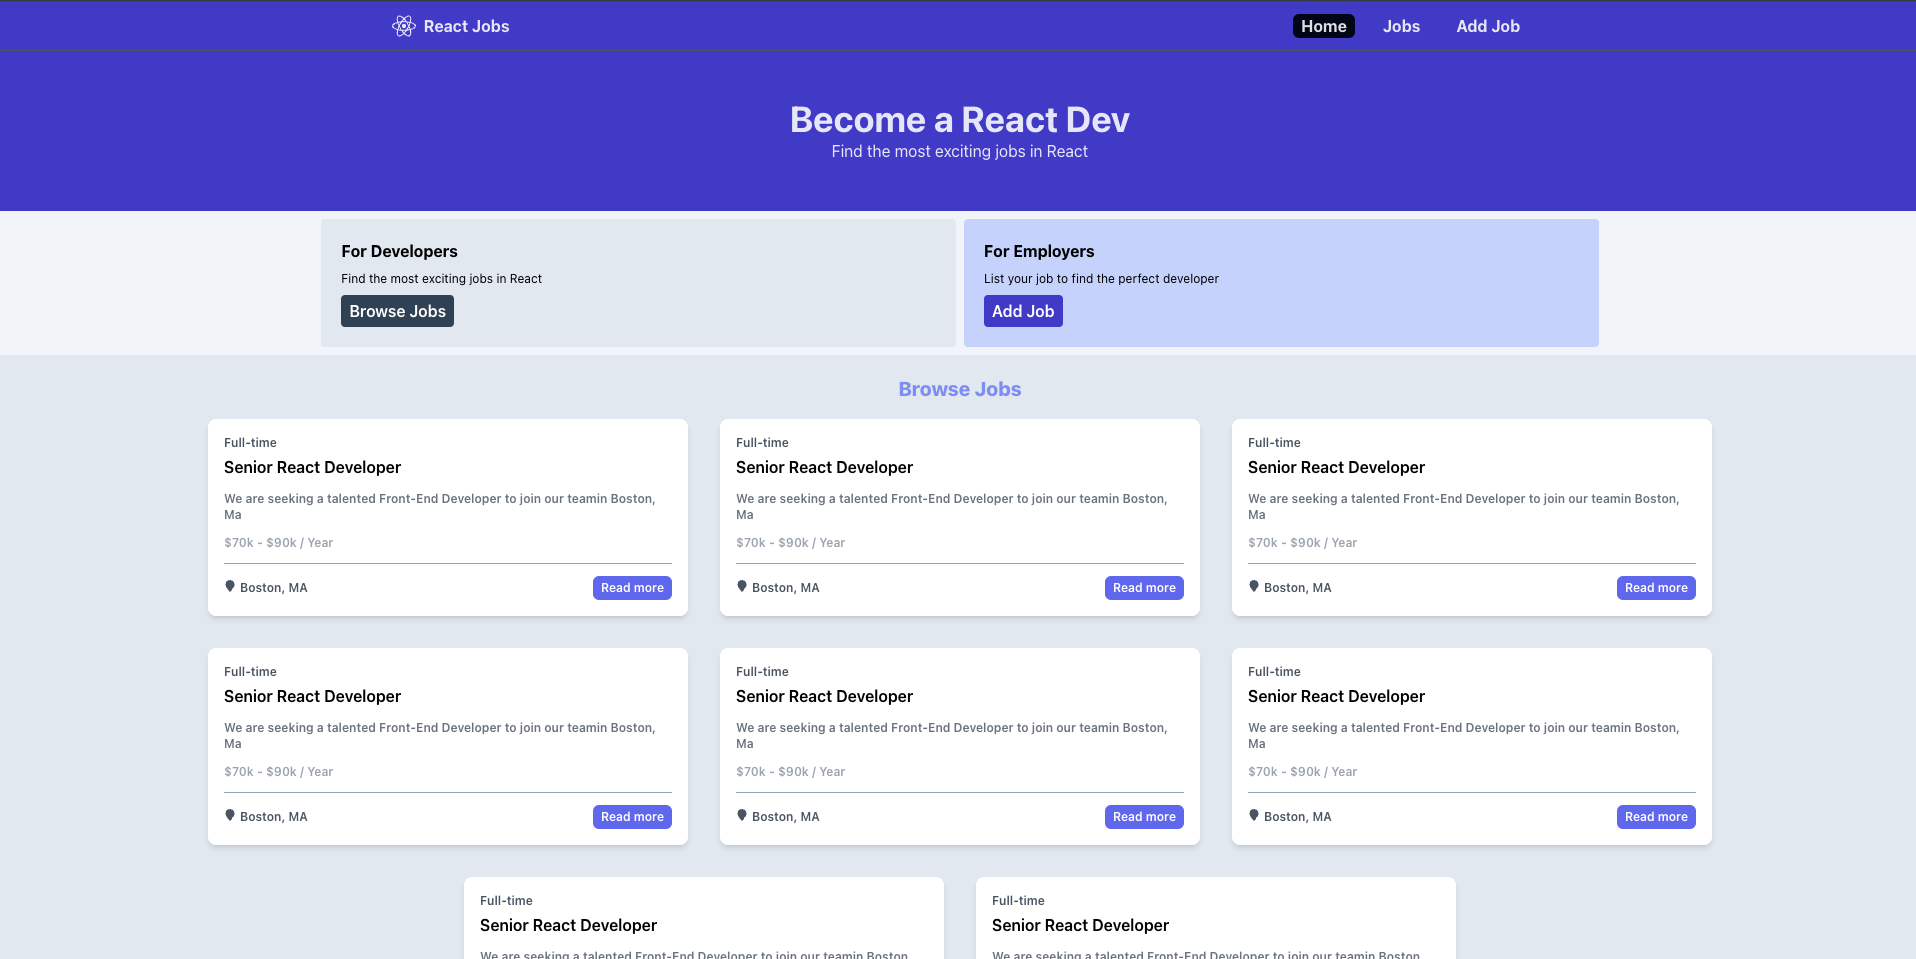 React Jobs
Home
Jobs
Add Job
Become a React Dev
Find the most exciting jobs in React
For Developers
Find the most exciting jobs in React
Browse Jobs
For Employers
List your job to find the perfect developer
Add Job
Browse Jobs
Full-time
Senior React Developer
We are seeking a talented Front-End Developer to join our teamin Boston,
Ma
$70k - $90k / Year
Boston, MA
Read more
Full-time
Senior React Developer
We are seeking a talented Front-End Developer to join our teamin Boston,
Ma
$70k - $90k / Year
Boston, MA
Read more
Full-time
Senior React Developer
We are seeking a talented Front-End Developer to join our teamin Boston,
Ma
$70k - $90k / Year
Boston, MA
Read more
Full-time
Senior React Developer
We are seeking a talented Front-End Developer to join our teamin Boston,
Ma
$70k - $90k / Year
Boston, MA
Read more
Full-time
Senior React Developer
We are seeking a talented Front-End Developer to join our teamin Boston,
Ma
$70k - $90k / Year
Boston, MA
Read more
Full-time
Senior React Developer
We are seeking a talented Front-End Developer to join our teamin Boston,
Ma
$70k - $90k / Year
Boston, MA
Read more
Full-time
Senior React Developer
We are seeking a talented Front-End Developer to join our teamin Boston,
Full-time
Senior React Developer
We are seeking a talented Front-End Developer to join our teamin Boston,